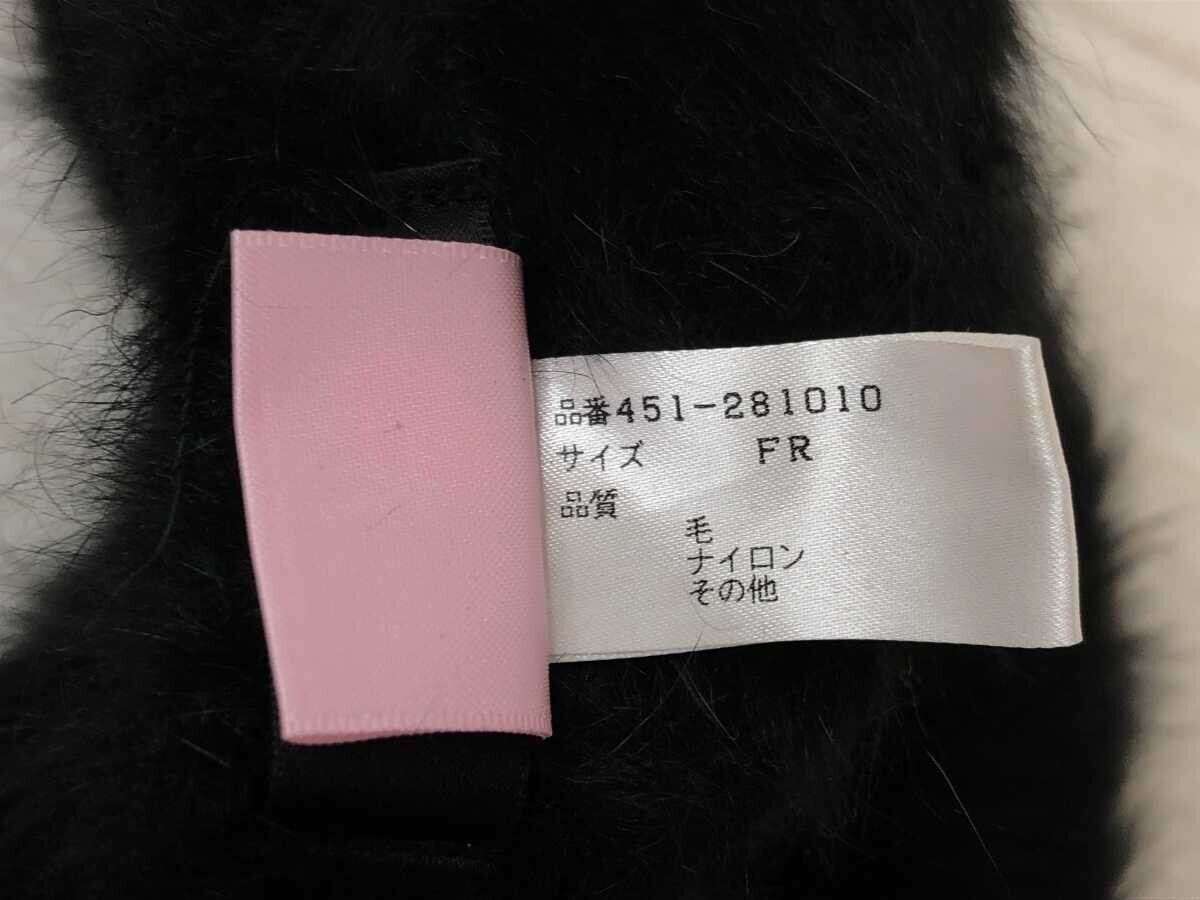 品番451-281010
サイズ FR
品質
毛
ナイロン
その他